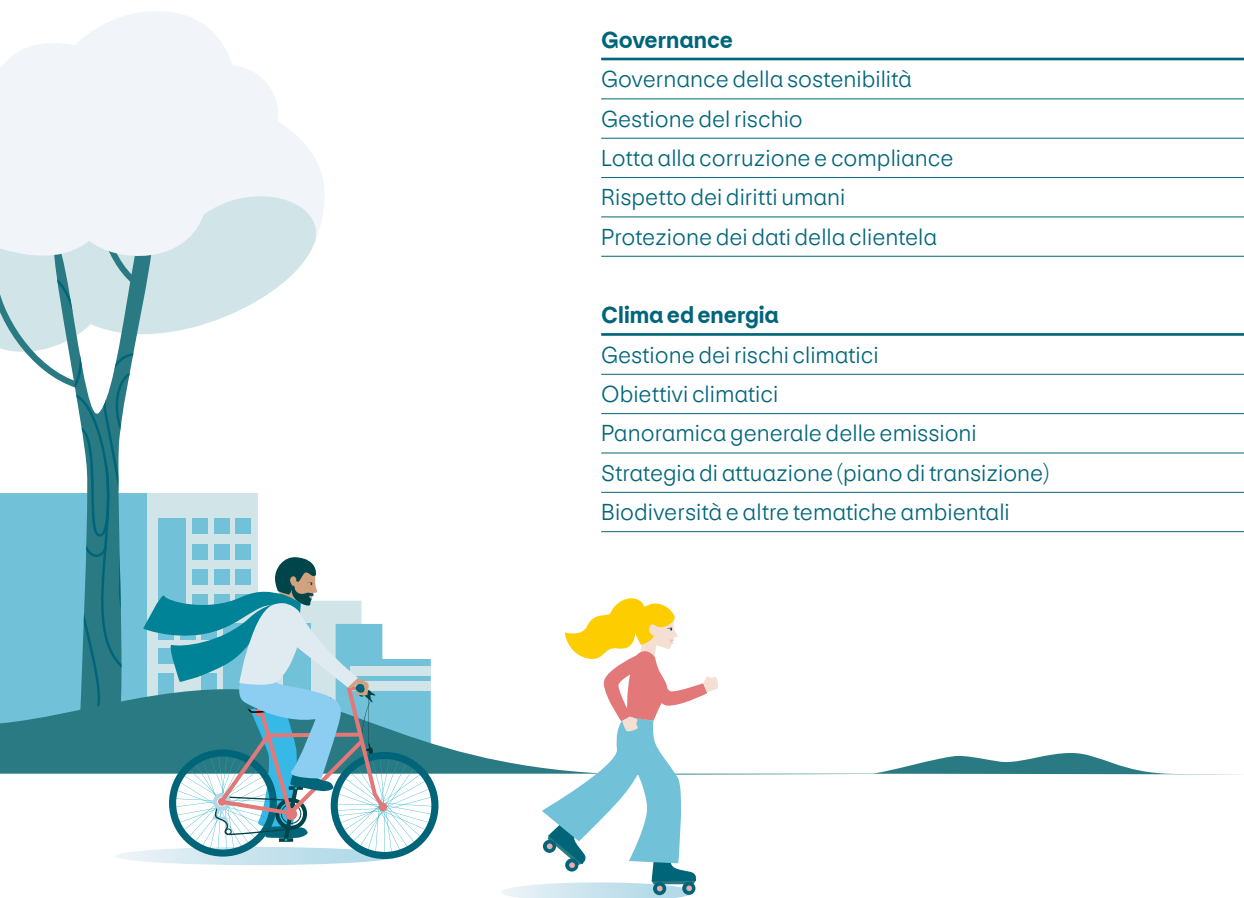 Governance
Governance della sostenibilità
Gestione del rischio
Lotta alla corruzione e compliance
Rispetto dei diritti umani
Protezione dei dati della clientela
Clima ed energia
Gestione dei rischi climatici
Obiettivi climatici
Panoramica generale delle emissioni
Strategia di attuazione (piano di transizione)
Biodiversità e altre tematiche ambientali